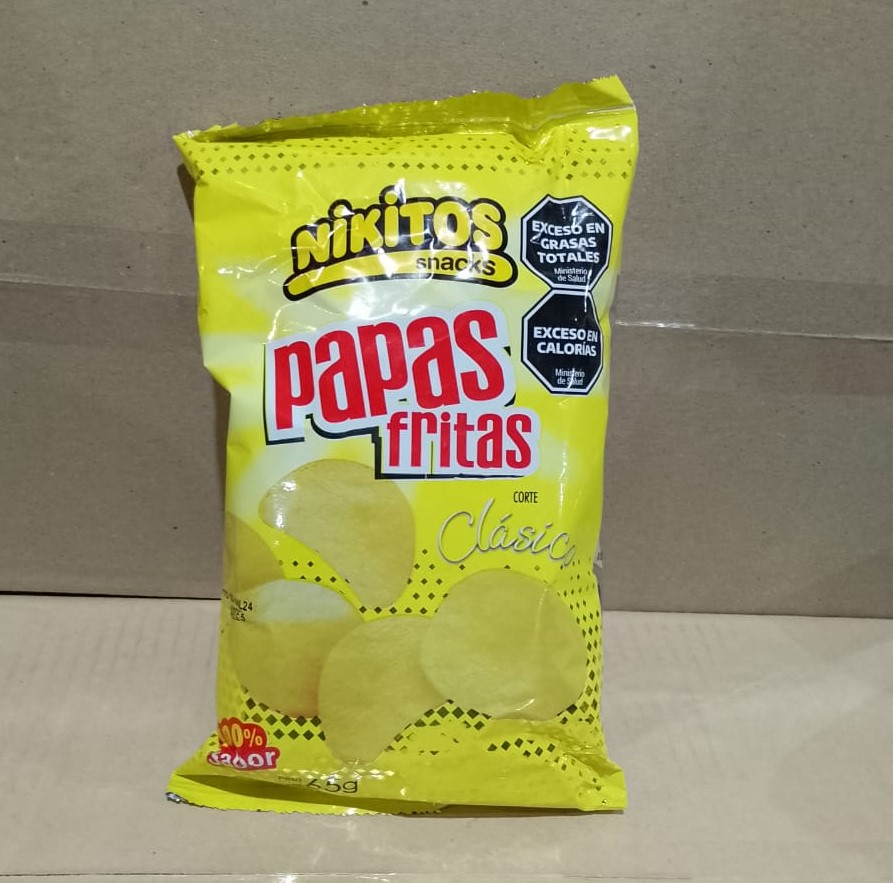 NIKITOS
snacks
EXCESO EN
GRASAS
TOTALES
Ministerio
de Salud
EXCESO EN
CALORÍAS
Ministerio
de Salud
PAPAS
fritas
CORTE
Clásico
100%
sabor